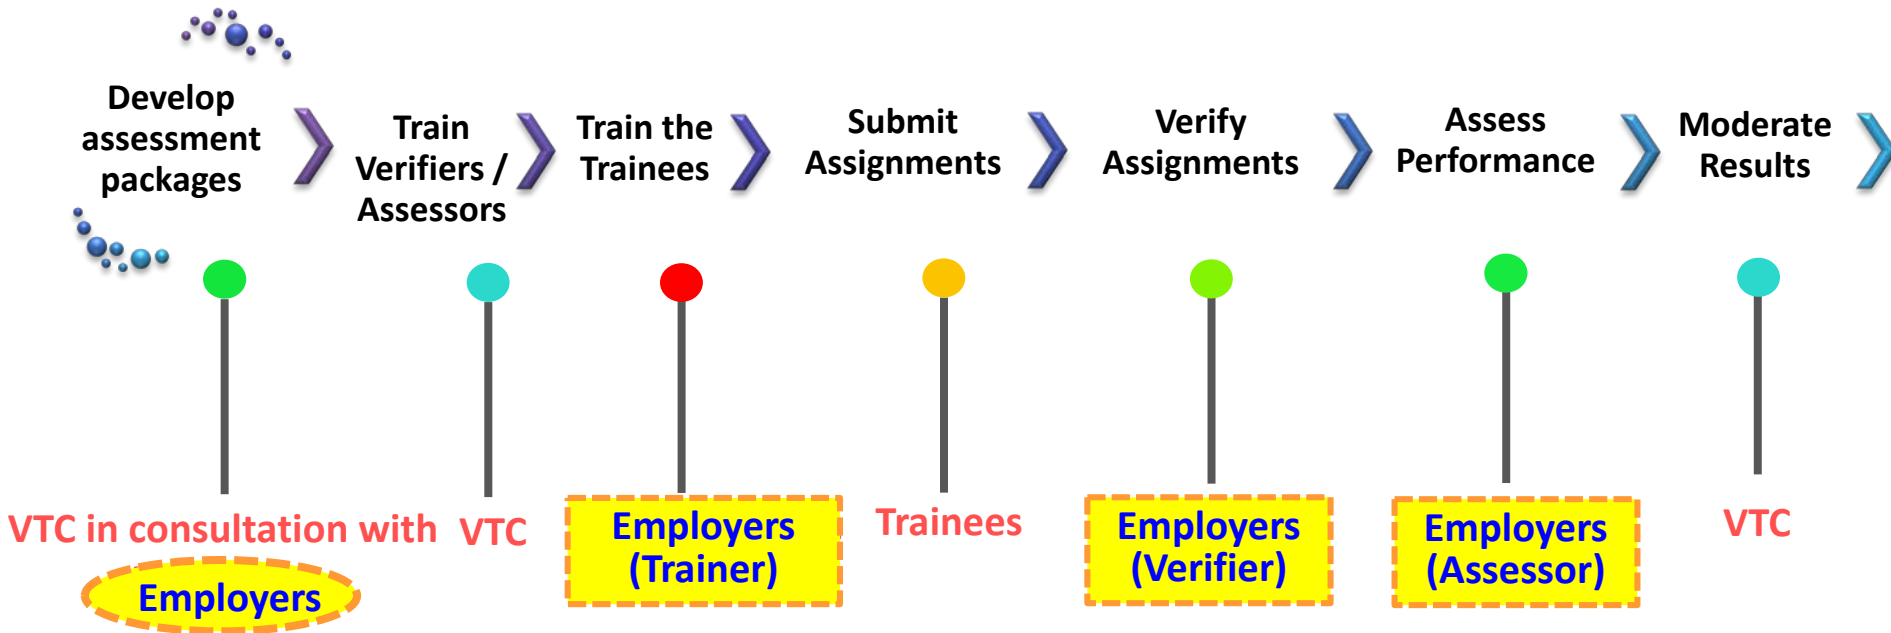 Develop
assessment
packages
Train
Verifiers /
Assessors
Train the
Trainees
Submit
Assignments
Verify
Assignments
Assess
Performance
Moderate
Results
VTC in consultation with
Employers
VTC
Employers
(Trainer)
Trainees
Employers
(Verifier)
Employers
(Assessor)
VTC